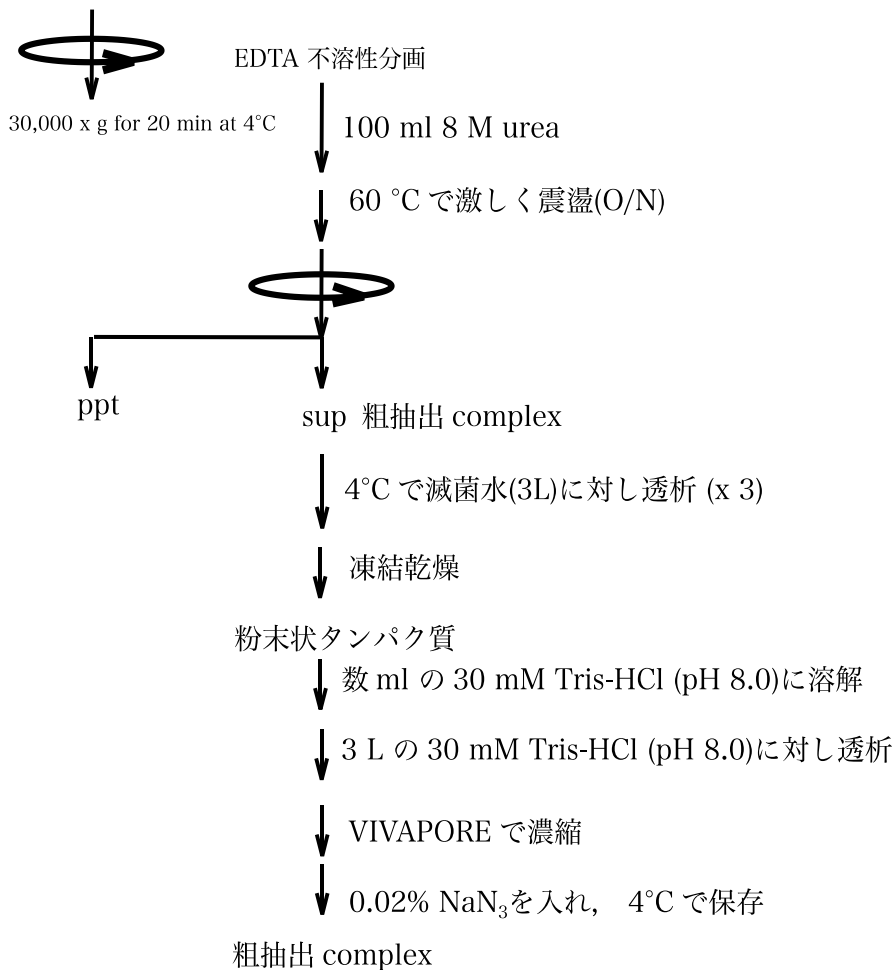 EDTA 不溶性分画
30,000 x g for 20 min at 4°C
100 ml 8 M urea
60 °C で激しく震盪(O/N)
ppt
sup 粗抽出 complex
4°C で滅菌水(3L)に対し透析 (x 3)
凍結乾燥
粉末状タンパク質
数 ml の 30 mM Tris-HCl (pH 8.0)に溶解
3 L の 30 mM Tris-HCl (pH 8.0)に対し透析
VIVAPORE で濃縮
0.02% NaN₃を入れ, 4°C で保存
粗抽出 complex